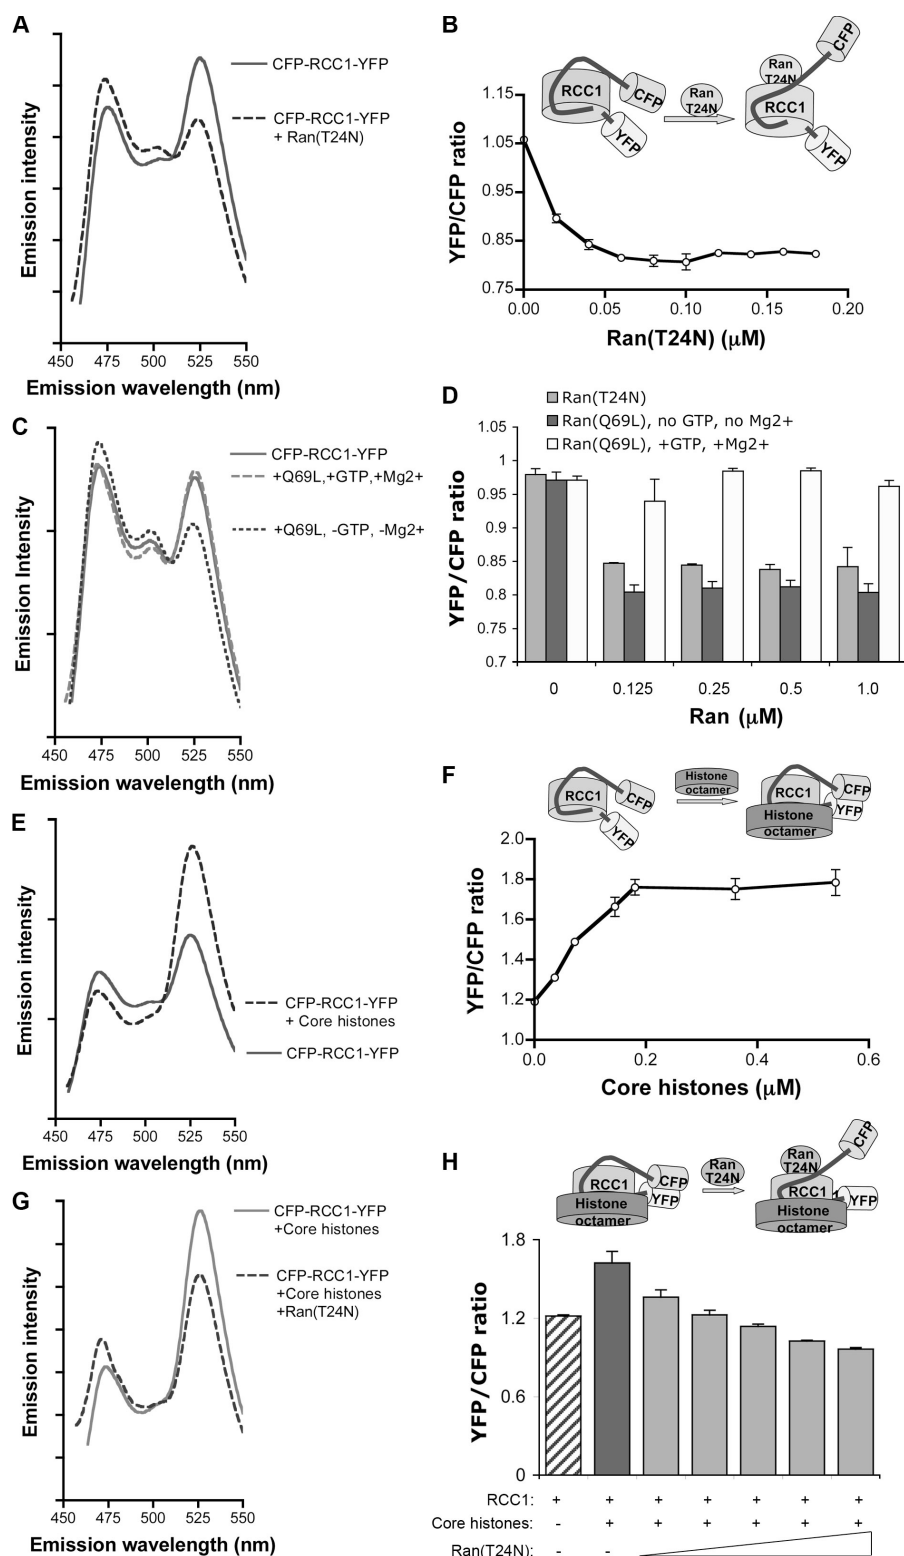 A
Emission intensity
CFP-RCC1-YFP
CFP-RCC1-YFP
+ Ran(T24N)
450 475 500 525 550
Emission wavelength (nm)
B
RCC1
CFP
YFP
Ran
T24N
Ran
T24N
RCC1
CFP
YFP
YFP/CFP ratio
1.15
1.05
0.95
0.85
0.75
0.00 0.05 0.10 0.15 0.20
Ran(T24N) (μM)
C
Emission Intensity
CFP-RCC1-YFP
+Q69L,+GTP,+Mg2+
+Q69L, -GTP, -Mg2+
450 475 500 525 550
Emission wavelength (nm)
D
Ran(T24N)
Ran(Q69L), no GTP, no Mg2+
Ran(Q69L), +GTP, +Mg2+
YFP/CFP ratio
1.05
1
0.95
0.9
0.85
0.8
0.75
0.7
0 0.125 0.25 0.5 1.0
Ran (μM)
E
Emission intensity
CFP-RCC1-YFP
+ Core histones
CFP-RCC1-YFP
450 475 500 525 550
Emission wavelength (nm)
F
RCC1
CFP
YFP
Histone
octamer
RCC1
CFP
YFP
Histone
octamer
YFP/CFP ratio
2.0
1.8
1.6
1.4
1.2
1.0
0.0 0.2 0.4 0.6
Core histones (μM)
G
Emission intensity
CFP-RCC1-YFP
+Core histones
CFP-RCC1-YFP
+Core histones
+Ran(T24N)
450 475 500 525 550
Emission wavelength (nm)
H
RCC1
CFP
YFP
Histone
octamer
Ran
T24N
Ran
T24N
RCC1
CFP
YFP
Histone
octamer
YFP/CFP ratio
1.8
1.2
0.6
0
RCC1: + + + + + + +
Core histones: - + + + + + +
Ran(T24N): - -